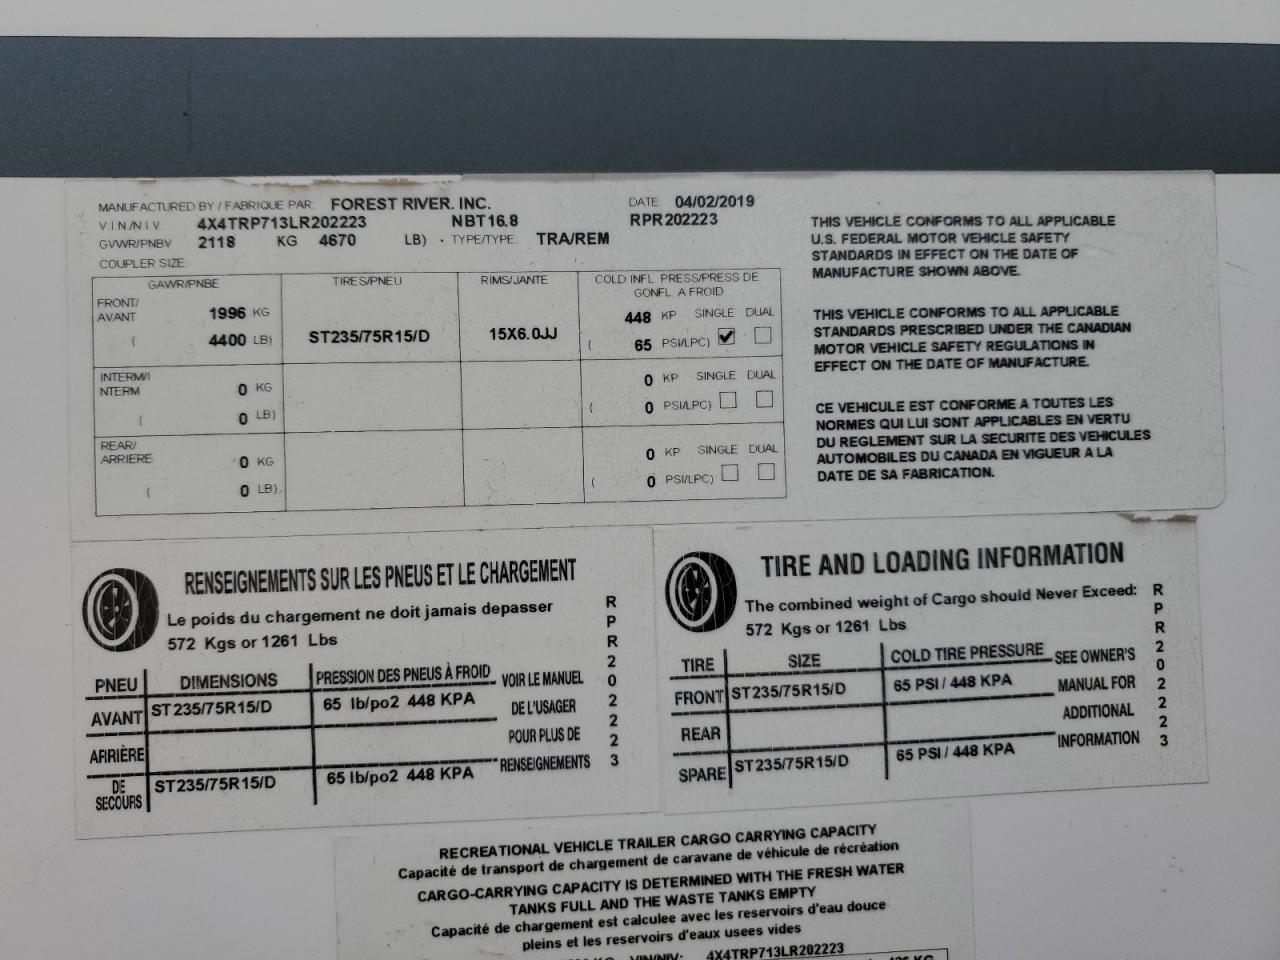 MANUFACTURED BY / FABRIQUE PAR: FOREST RIVER. INC. DATE 04/02/2019
V.I.N./N.I.V. 4X4TRP713LR202223 NBT16.8 RPR202223
GVWR/PNBV 2118 KG 4670 LB) - TYPE/TYPE: TRA/REM
COUPLER SIZE:
GAWR/PNBE TIRES/PNEU RIMS/JANTE COLD INFL. PRESS/PRESS DE
GONFL. A FROID
FRONT/
AVANT 1996 KG 448 KP SINGLE DUAL
( 4400 LB) ST235/75R15/D 15X6.0JJ ( 65 PSI/LPC)
INTERM/I
NTERM 0 KG 0 KP SINGLE DUAL
( 0 LB) ( 0 PSI/LPC)
REAR/
ARRIERE 0 KG 0 KP SINGLE DUAL
( 0 LB) ( 0 PSI/LPC)
THIS VEHICLE CONFORMS TO ALL APPLICABLE
U.S. FEDERAL MOTOR VEHICLE SAFETY
STANDARDS IN EFFECT ON THE DATE OF
MANUFACTURE SHOWN ABOVE.
THIS VEHICLE CONFORMS TO ALL APPLICABLE
STANDARDS PRESCRIBED UNDER THE CANADIAN
MOTOR VEHICLE SAFETY REGULATIONS IN
EFFECT ON THE DATE OF MANUFACTURE.
CE VEHICULE EST CONFORME A TOUTES LES
NORMES QUI LUI SONT APPLICABLES EN VERTU
DU REGLEMENT SUR LA SECURITE DES VEHICULES
AUTOMOBILES DU CANADA EN VIGUEUR A LA
DATE DE SA FABRICATION.
RENSEIGNEMENTS SUR LES PNEUS ET LE CHARGEMENT
Le poids du chargement ne doit jamais depasser
572 Kgs or 1261 Lbs
PNEU DIMENSIONS PRESSION DES PNEUS À FROID VOIR LE MANUEL
AVANT ST235/75R15/D 65 lb/po2 448 KPA DE L'USAGER
ARRIÈRE POUR PLUS DE
DE
SECOURS ST235/75R15/D 65 lb/po2 448 KPA RENSEIGNEMENTS
RPR202223
TIRE AND LOADING INFORMATION
The combined weight of Cargo should Never Exceed:
572 Kgs or 1261 Lbs
TIRE SIZE COLD TIRE PRESSURE SEE OWNER'S
FRONT ST235/75R15/D 65 PSI / 448 KPA MANUAL FOR
REAR ADDITIONAL
SPARE ST235/75R15/D 65 PSI / 448 KPA INFORMATION
RPR202223
RECREATIONAL VEHICLE TRAILER CARGO CARRYING CAPACITY
Capacité de transport de chargement de caravane de véhicule de récréation
CARGO-CARRYING CAPACITY IS DETERMINED WITH THE FRESH WATER
TANKS FULL AND THE WASTE TANKS EMPTY
Capacité de chargement est calculee avec les reservoirs d'eau douce
pleins et les reservoirs d'eaux usees vides
VIN/NIV: 4X4TRP713LR202223